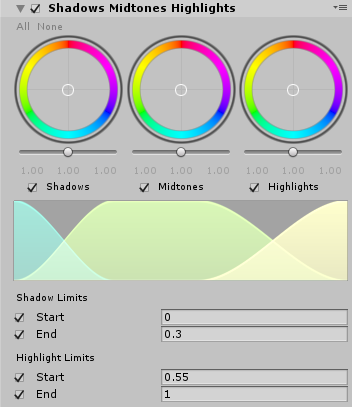 Shadows Midtones Highlights
All None
1.00 1.00 1.00 1.00 1.00 1.00 1.00 1.00 1.00
Shadows Midtones Highlights
Shadow Limits
Start 0
End 0.3
Highlight Limits
Start 0.55
End 1